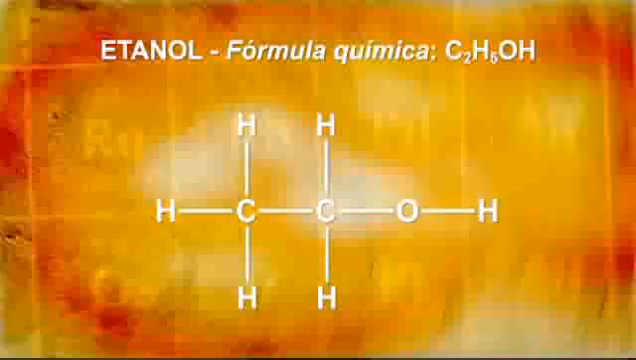 ETANOL - Fórmula química: C₂H₅OH
H H
H C C O H
H H